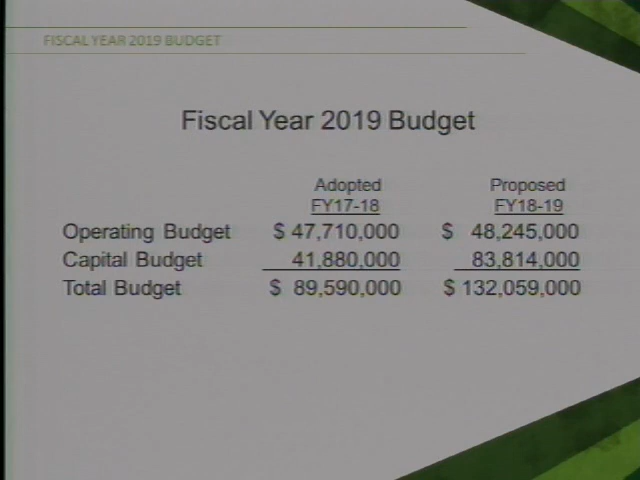 FISCAL YEAR 2019 BUDGET
Fiscal Year 2019 Budget
Adopted Proposed
FY17-18 FY18-19
Operating Budget $ 47,710,000 $ 48,245,000
Capital Budget 41,880,000 83,814,000
Total Budget $ 89,590,000 $ 132,059,000